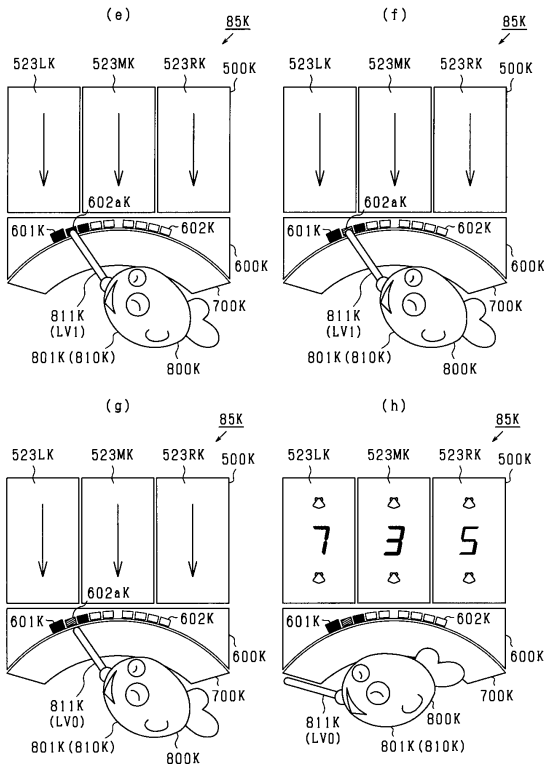 (e)
85K
523LK 523MK 523RK 500K
602aK
601K 602K
600K
811K 700K
(LV1)
801K(810K)
800K
(f)
85K
523LK 523MK 523RK 500K
602aK
601K 602K
600K
811K 700K
(LV1)
801K(810K)
800K
(g)
85K
523LK 523MK 523RK 500K
602aK
601K 602K
600K
811K 700K
(LV0)
801K(810K)
800K
(h)
85K
523LK 523MK 523RK 500K
7 3 5
601K 602K
600K
700K
811K 800K
(LV0)
801K(810K)